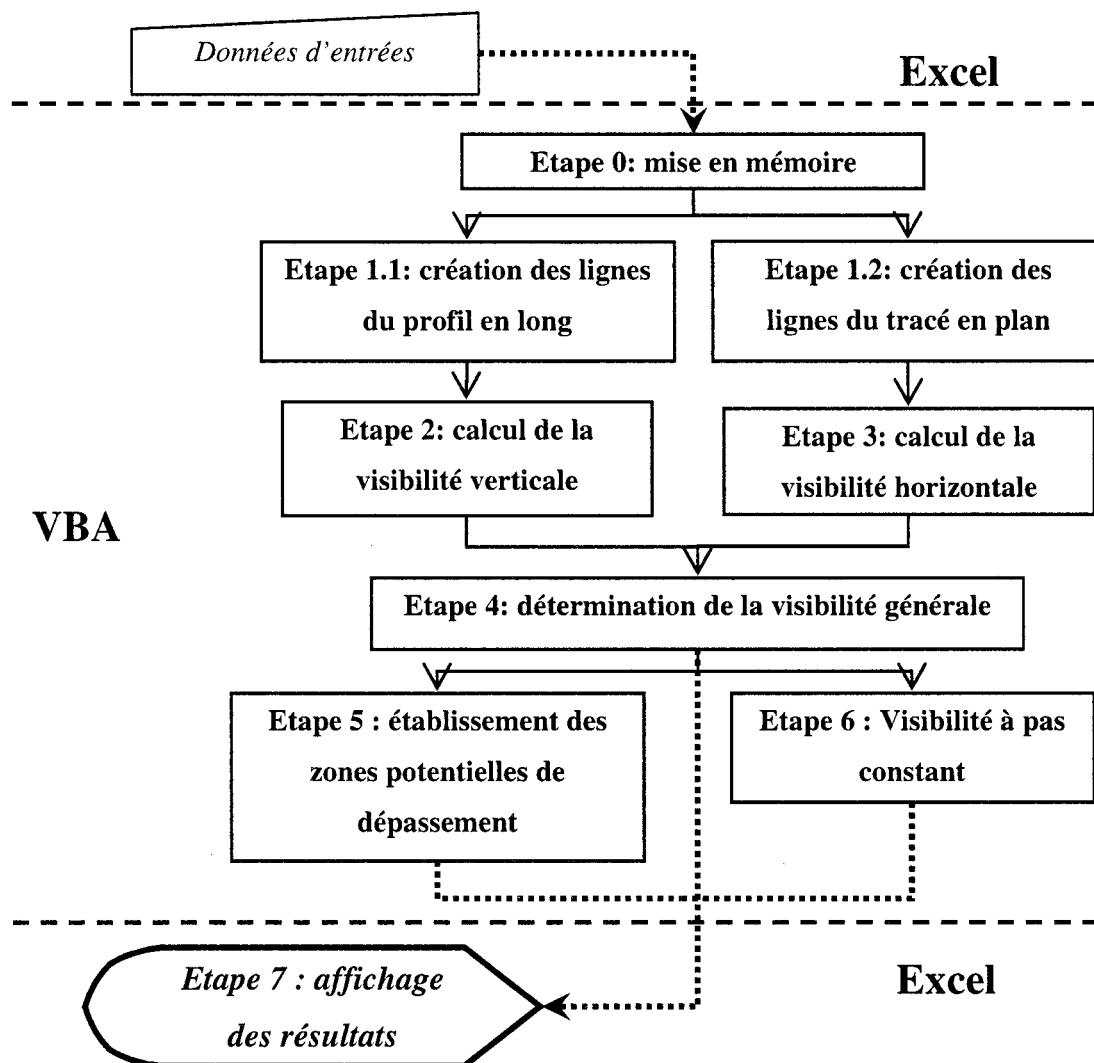 Données d'entrées
Excel
Etape 0: mise en mémoire
Etape 1.1: création des lignes
du profil en long
Etape 1.2: création des
lignes du tracé en plan
Etape 2: calcul de la
visibilité verticale
Etape 3: calcul de la
visibilité horizontale
VBA
Etape 4: détermination de la visibilité générale
Etape 5 : établissement des
zones potentielles de
dépassement
Etape 6 : Visibilité à pas
constant
Etape 7 : affichage
des résultats
Excel